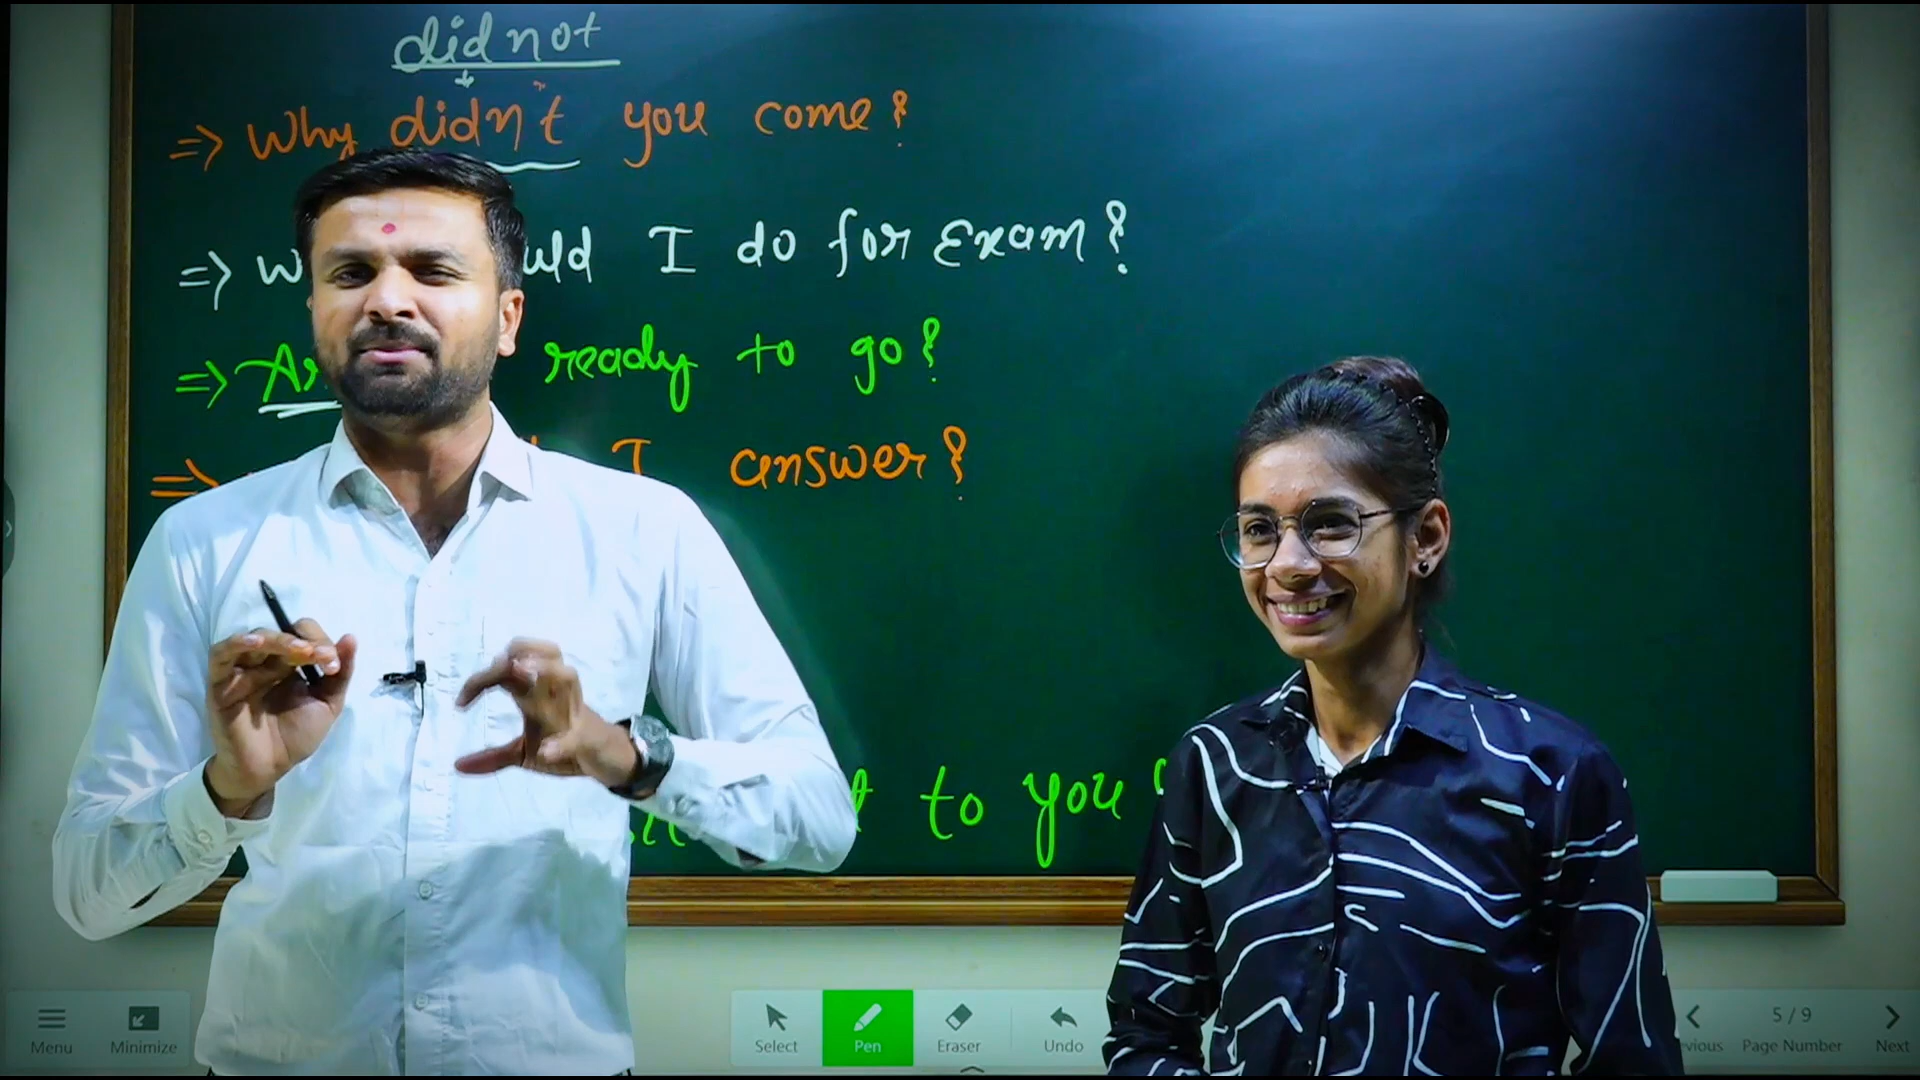 did not
=> Why didn't you come?
=> uld I do for Exam?
=> ready to go?
=> I answer?
to you
Menu Minimize Select Pen Eraser Undo 5 / 9 Page Number Next